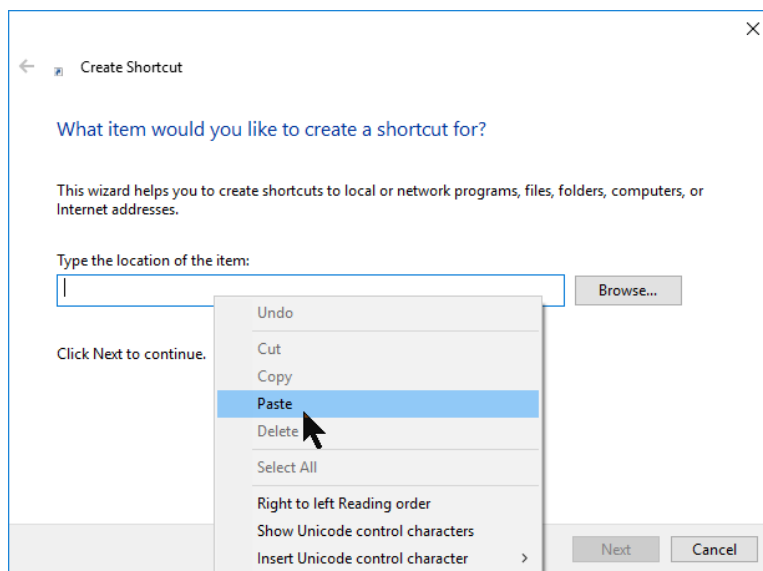 Create Shortcut
What item would you like to create a shortcut for?
This wizard helps you to create shortcuts to local or network programs, files, folders, computers, or
Internet addresses.
Type the location of the item:
Browse...
Click Next to continue.
Undo
Cut
Copy
Paste
Delete
Select All
Right to left Reading order
Show Unicode control characters
Insert Unicode control character
Next
Cancel